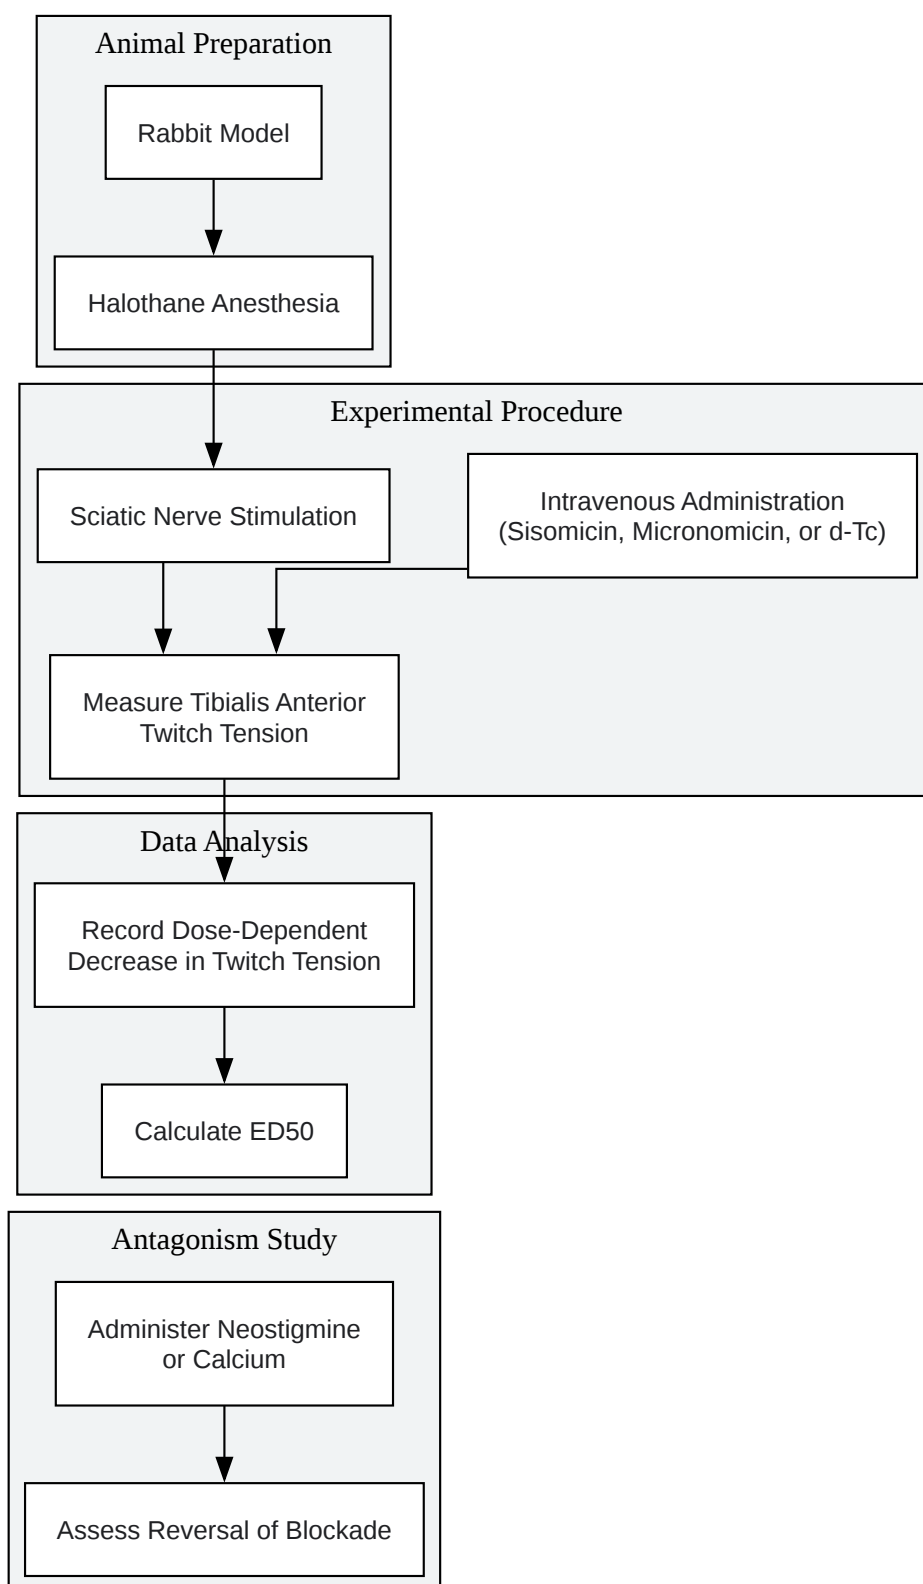 Animal Preparation
Rabbit Model
Halothane Anesthesia
Experimental Procedure
Sciatic Nerve Stimulation
Intravenous Administration
(Sisomicin, Micronomicin, or d-Tc)
Measure Tibialis Anterior
Twitch Tension
Data Analysis
Record Dose-Dependent
Decrease in Twitch Tension
Calculate ED50
Antagonism Study
Administer Neostigmine
or Calcium
Assess Reversal of Blockade